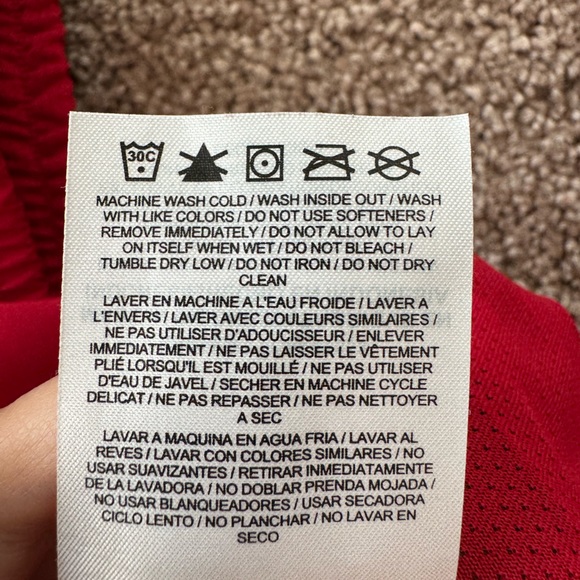 30C
MACHINE WASH COLD / WASH INSIDE OUT / WASH
WITH LIKE COLORS / DO NOT USE SOFTENERS /
REMOVE IMMEDIATELY / DO NOT ALLOW TO LAY
ON ITSELF WHEN WET / DO NOT BLEACH /
TUMBLE DRY LOW / DO NOT IRON / DO NOT DRY
CLEAN
LAVER EN MACHINE A L'EAU FROIDE / LAVER A
L'ENVERS / LAVER AVEC COULEURS SIMILAIRES /
NE PAS UTILISER D'ADOUCISSEUR / ENLEVER
IMMEDIATEMENT / NE PAS LAISSER LE VÊTEMENT
PLIÉ LORSQU'IL EST MOUILLÉ / NE PAS UTILISER
D'EAU DE JAVEL / SECHER EN MACHINE CYCLE
DELICAT / NE PAS REPASSER / NE PAS NETTOYER
A SEC
LAVAR A MAQUINA EN AGUA FRIA / LAVAR AL
REVES / LAVAR CON COLORES SIMILARES / NO
USAR SUAVIZANTES / RETIRAR INMEDIATAMENTE
DE LA LAVADORA / NO DOBLAR PRENDA MOJADA /
NO USAR BLANQUEADORES / USAR SECADORA
CICLO LENTO / NO PLANCHAR / NO LAVAR EN
SECO